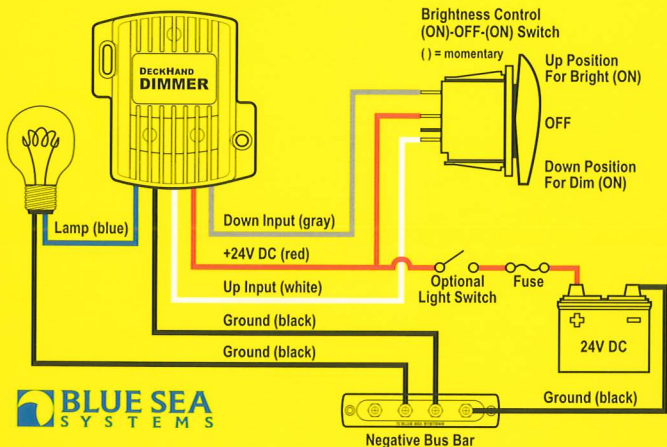 Brightness Control
(ON)-OFF-(ON) Switch
( ) = momentary
Up Position
For Bright (ON)
OFF
Down Position
For Dim (ON)
DECKHAND
DIMMER
Lamp (blue)
Down Input (gray)
+24V DC (red)
Up Input (white)
Optional
Light Switch
Fuse
+ −
24V DC
Ground (black)
Ground (black)
Ground (black)
BLUE SEA
SYSTEMS
Negative Bus Bar